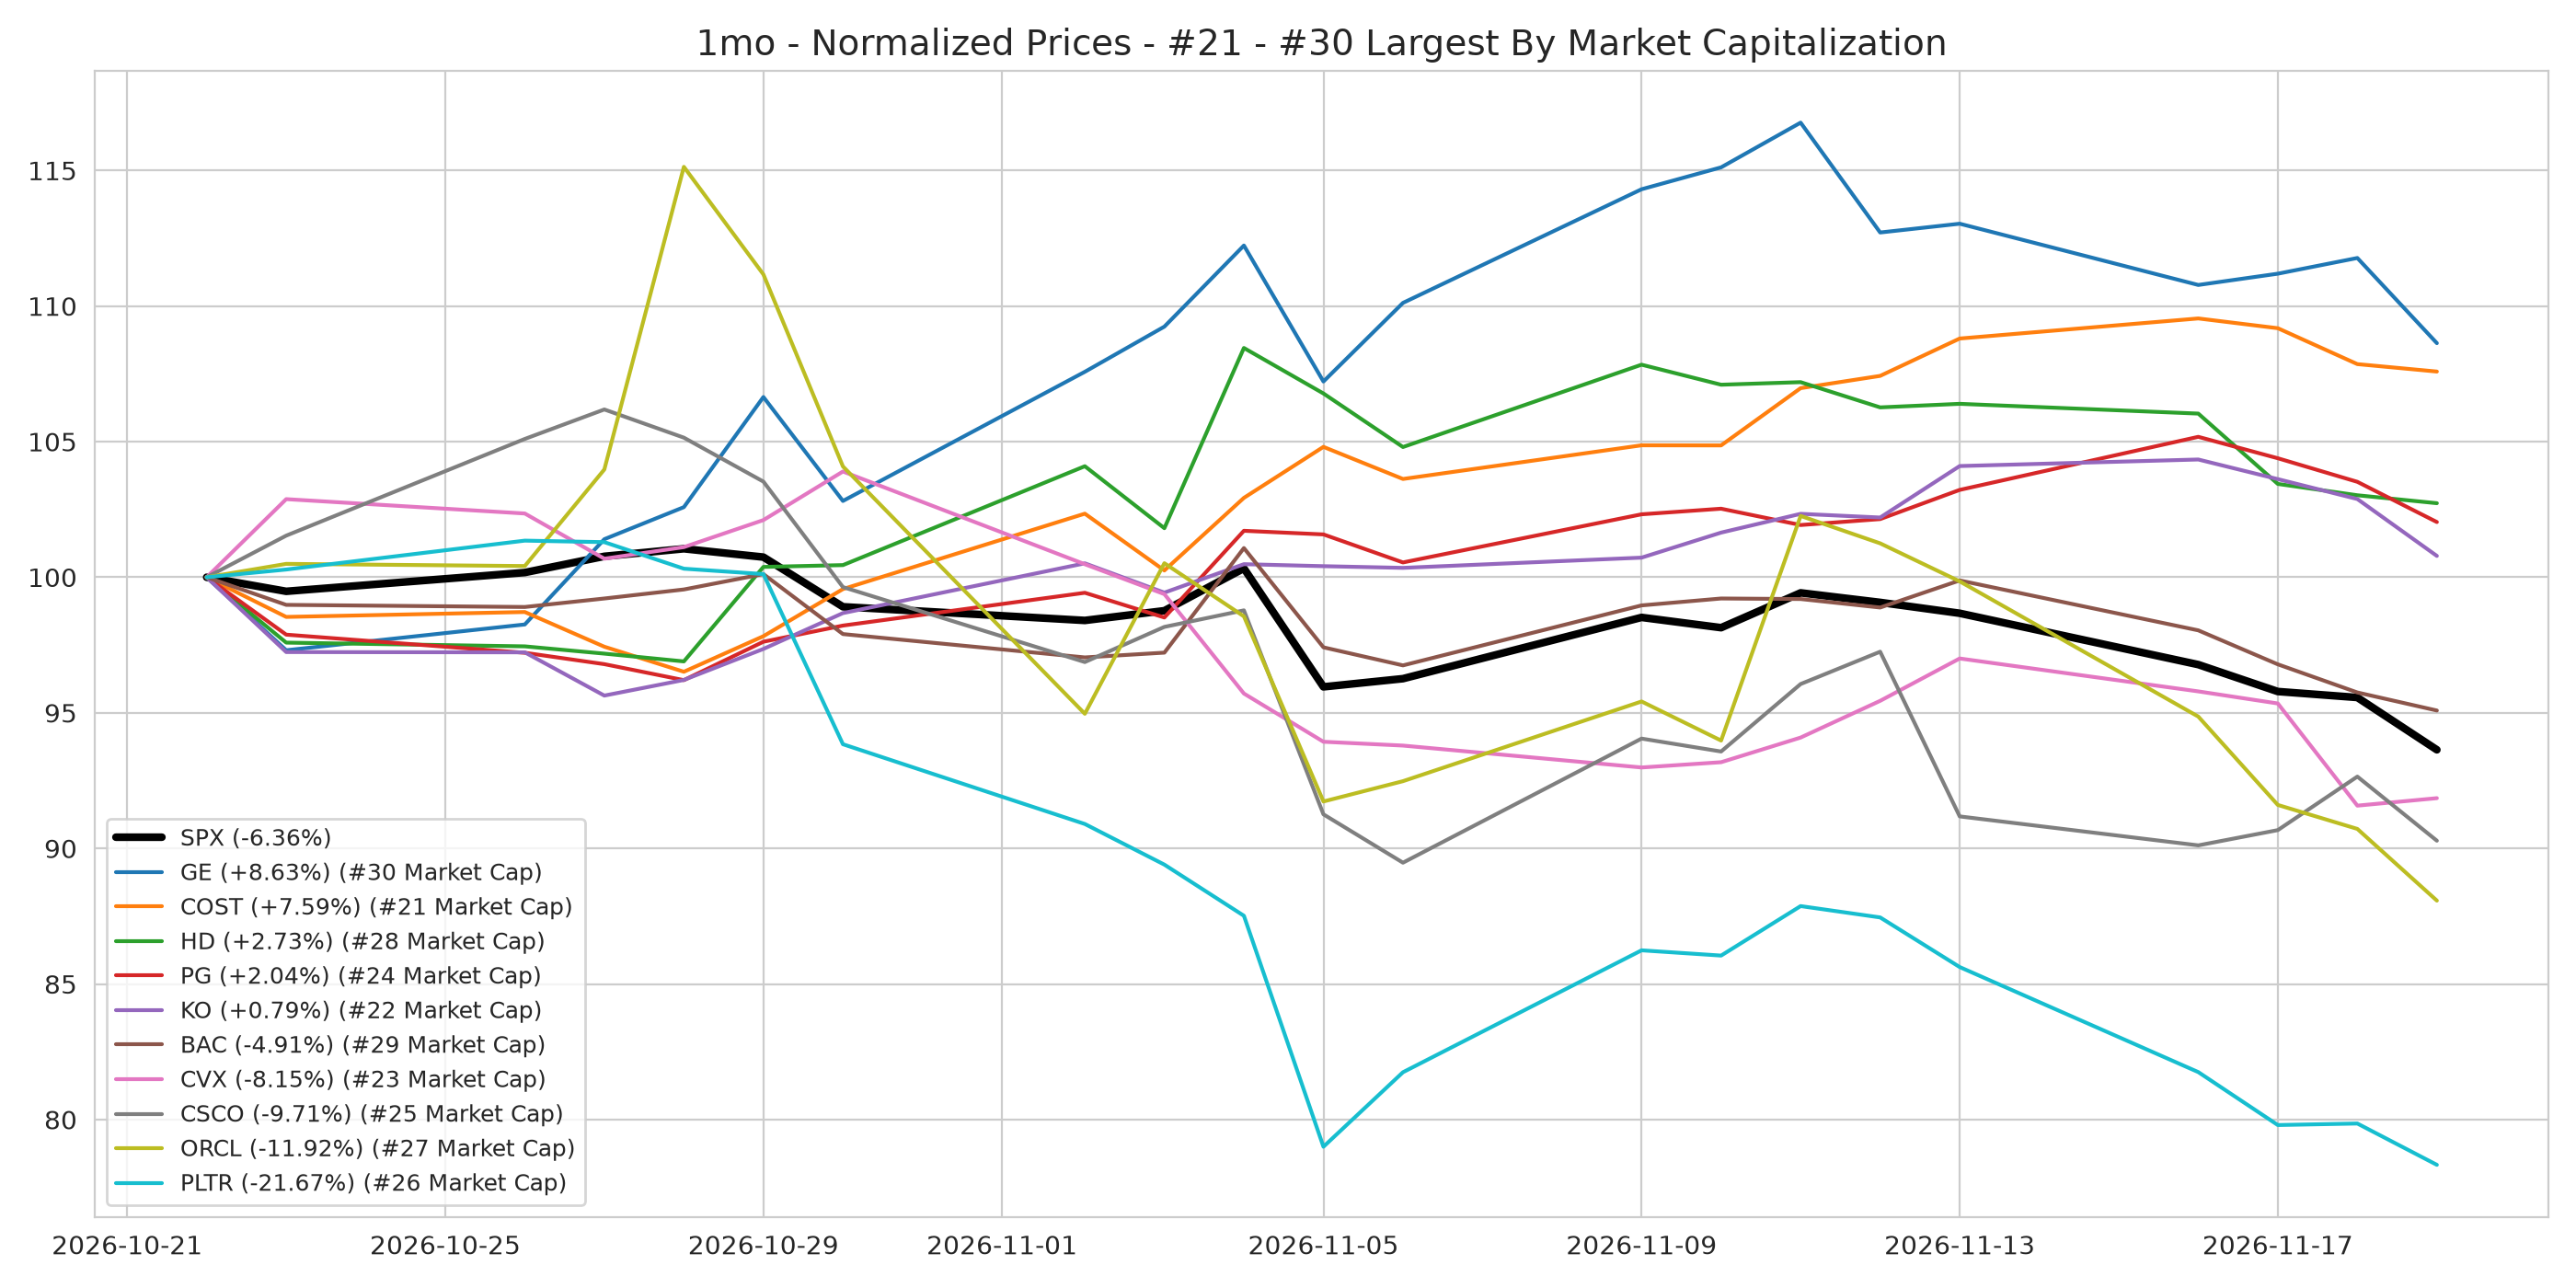 1mo - Normalized Prices - #21 - #30 Largest By Market Capitalization
115
110
105
100
95
90
85
80
SPX (-6.36%)
GE (+8.63%) (#30 Market Cap)
COST (+7.59%) (#21 Market Cap)
HD (+2.73%) (#28 Market Cap)
PG (+2.04%) (#24 Market Cap)
KO (+0.79%) (#22 Market Cap)
BAC (-4.91%) (#29 Market Cap)
CVX (-8.15%) (#23 Market Cap)
CSCO (-9.71%) (#25 Market Cap)
ORCL (-11.92%) (#27 Market Cap)
PLTR (-21.67%) (#26 Market Cap)
2026-10-21
2026-10-25
2026-10-29
2026-11-01
2026-11-05
2026-11-09
2026-11-13
2026-11-17